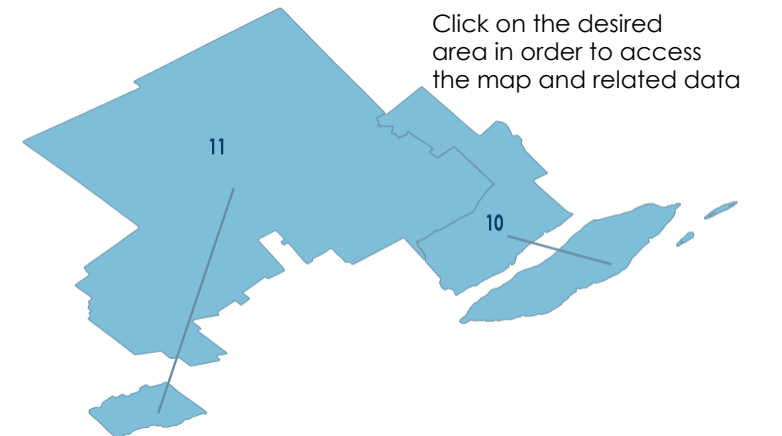 Click on the desired
area in order to access
the map and related data
11
10